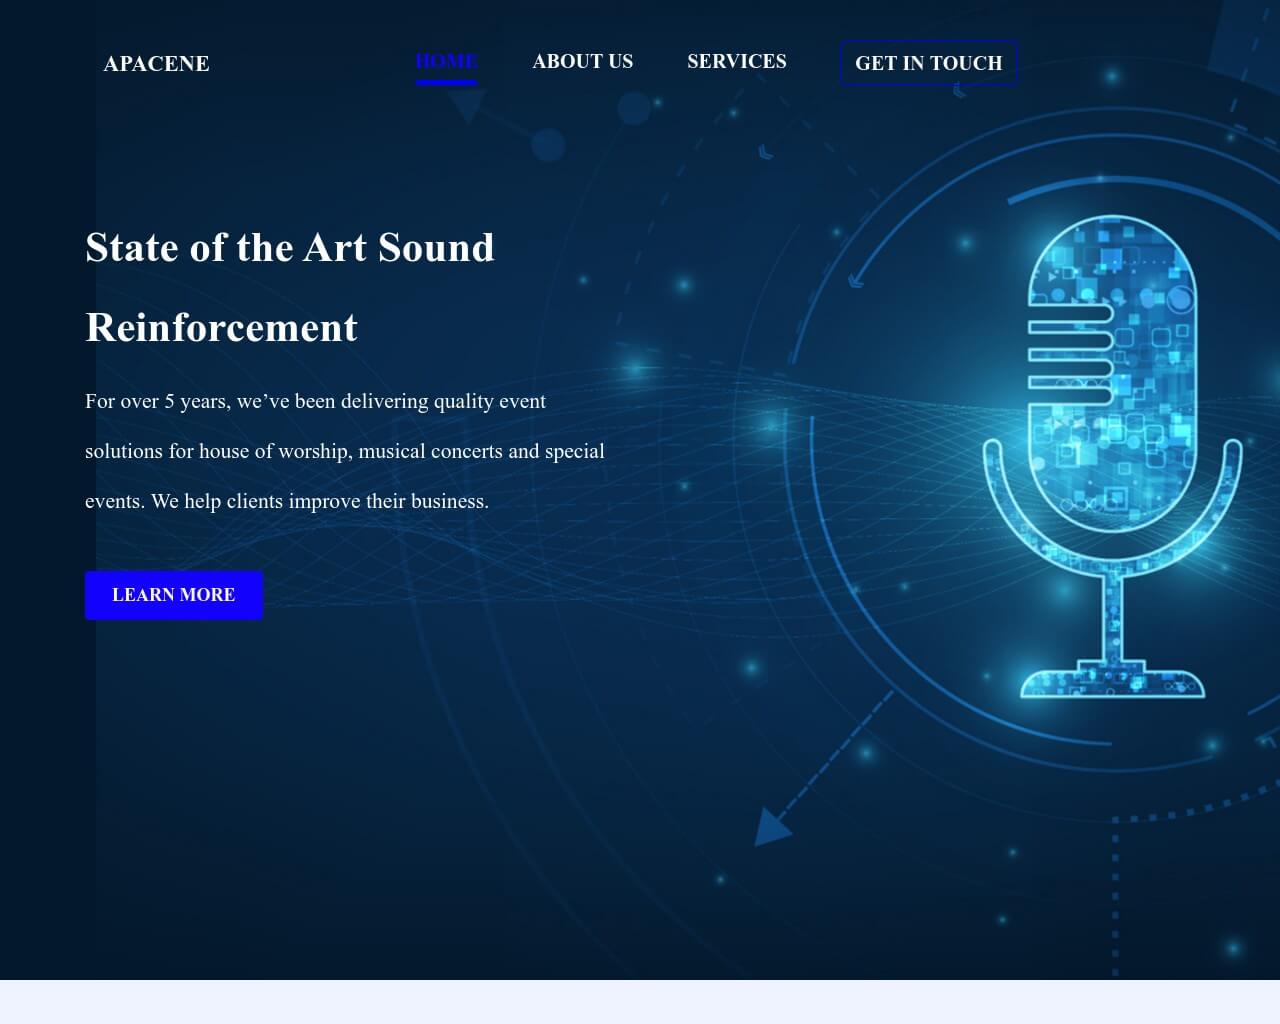 APACENE
HOME
ABOUT US
SERVICES
GET IN TOUCH
State of the Art Sound
Reinforcement
For over 5 years, we’ve been delivering quality event
solutions for house of worship, musical concerts and special
events. We help clients improve their business.
LEARN MORE